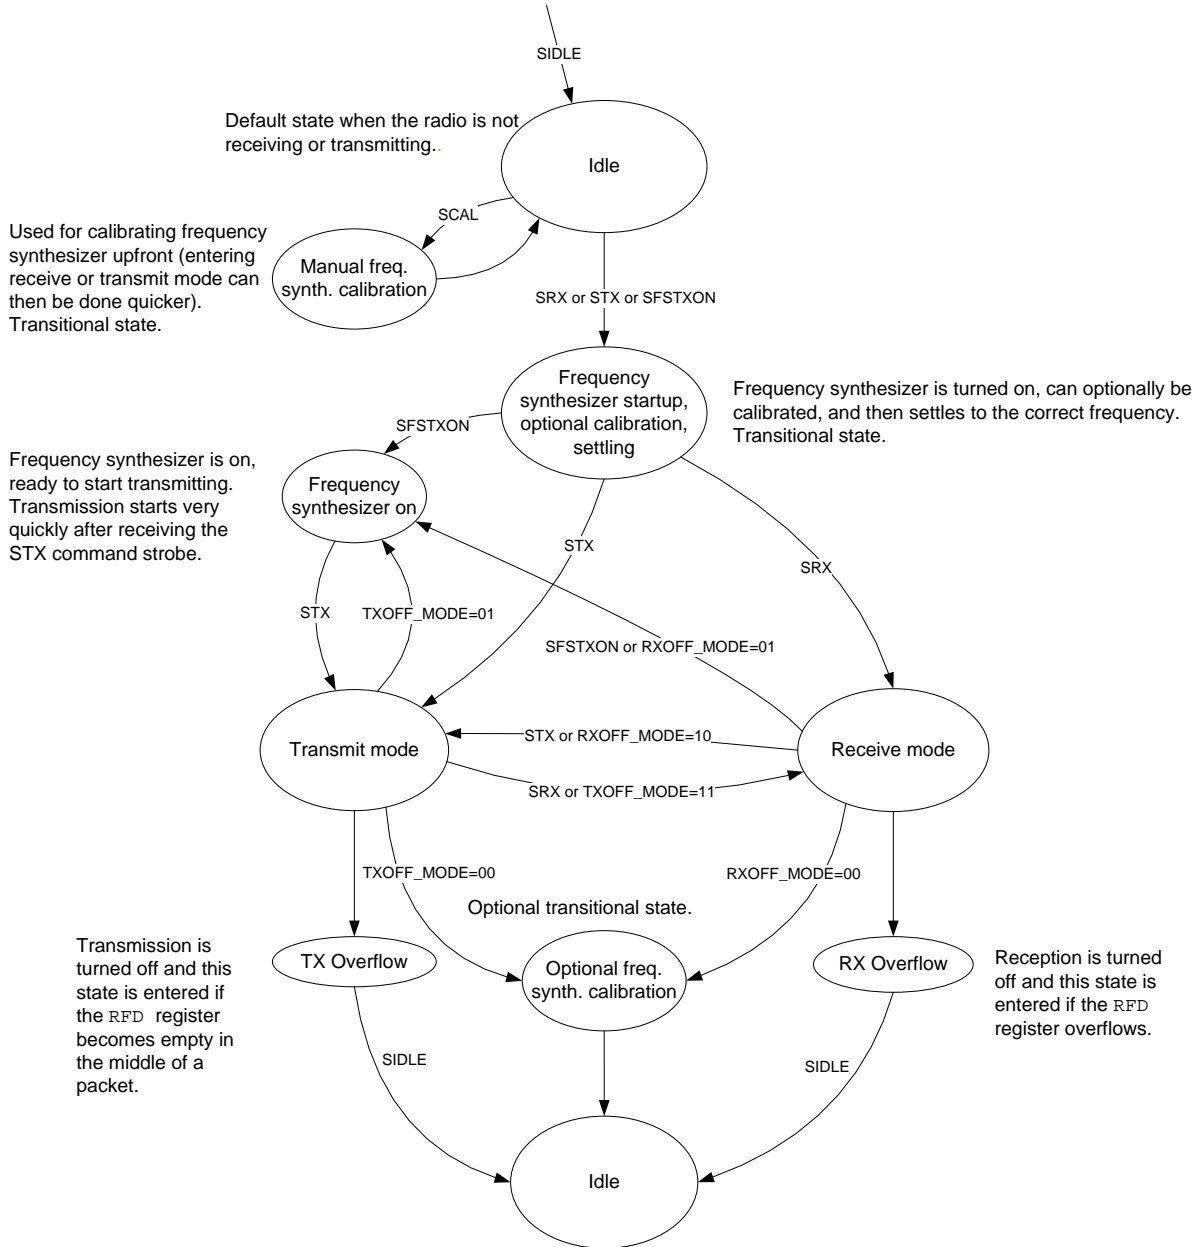 SIDLE
Default state when the radio is not
receiving or transmitting..
Idle
SCAL
Used for calibrating frequency
synthesizer upfront (entering
receive or transmit mode can
then be done quicker).
Transitional state.
Manual freq.
synth. calibration
SRX or STX or SFSTXON
Frequency
synthesizer startup,
optional calibration,
settling
Frequency synthesizer is turned on, can optionally be
calibrated, and then settles to the correct frequency.
Transitional state.
SFSTXON
Frequency synthesizer is on,
ready to start transmitting.
Transmission starts very
quickly after receiving the
STX command strobe.
Frequency
synthesizer on
STX
SRX
STX
TXOFF_MODE=01
SFSTXON or RXOFF_MODE=01
Transmit mode
STX or RXOFF_MODE=10
Receive mode
SRX or TXOFF_MODE=11
TXOFF_MODE=00
RXOFF_MODE=00
Optional transitional state.
Transmission is
turned off and this
state is entered if
the RFD register
becomes empty in
the middle of a
packet.
TX Overflow
Optional freq.
synth. calibration
RX Overflow
Reception is turned
off and this state is
entered if the RFD
register overflows.
SIDLE
SIDLE
Idle